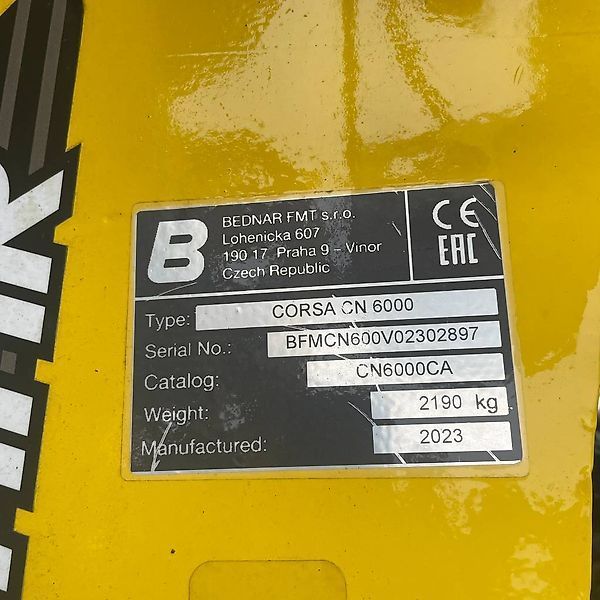 B
BEDNAR FMT s.r.o.
Lohenicka 607
190 17, Praha 9 – Vinor
Czech Republic
CE
EAC
Type: CORSA CN 6000
Serial No.: BFMCN600V02302897
Catalog: CN6000CA
Weight: 2190 kg
Manufactured: 2023